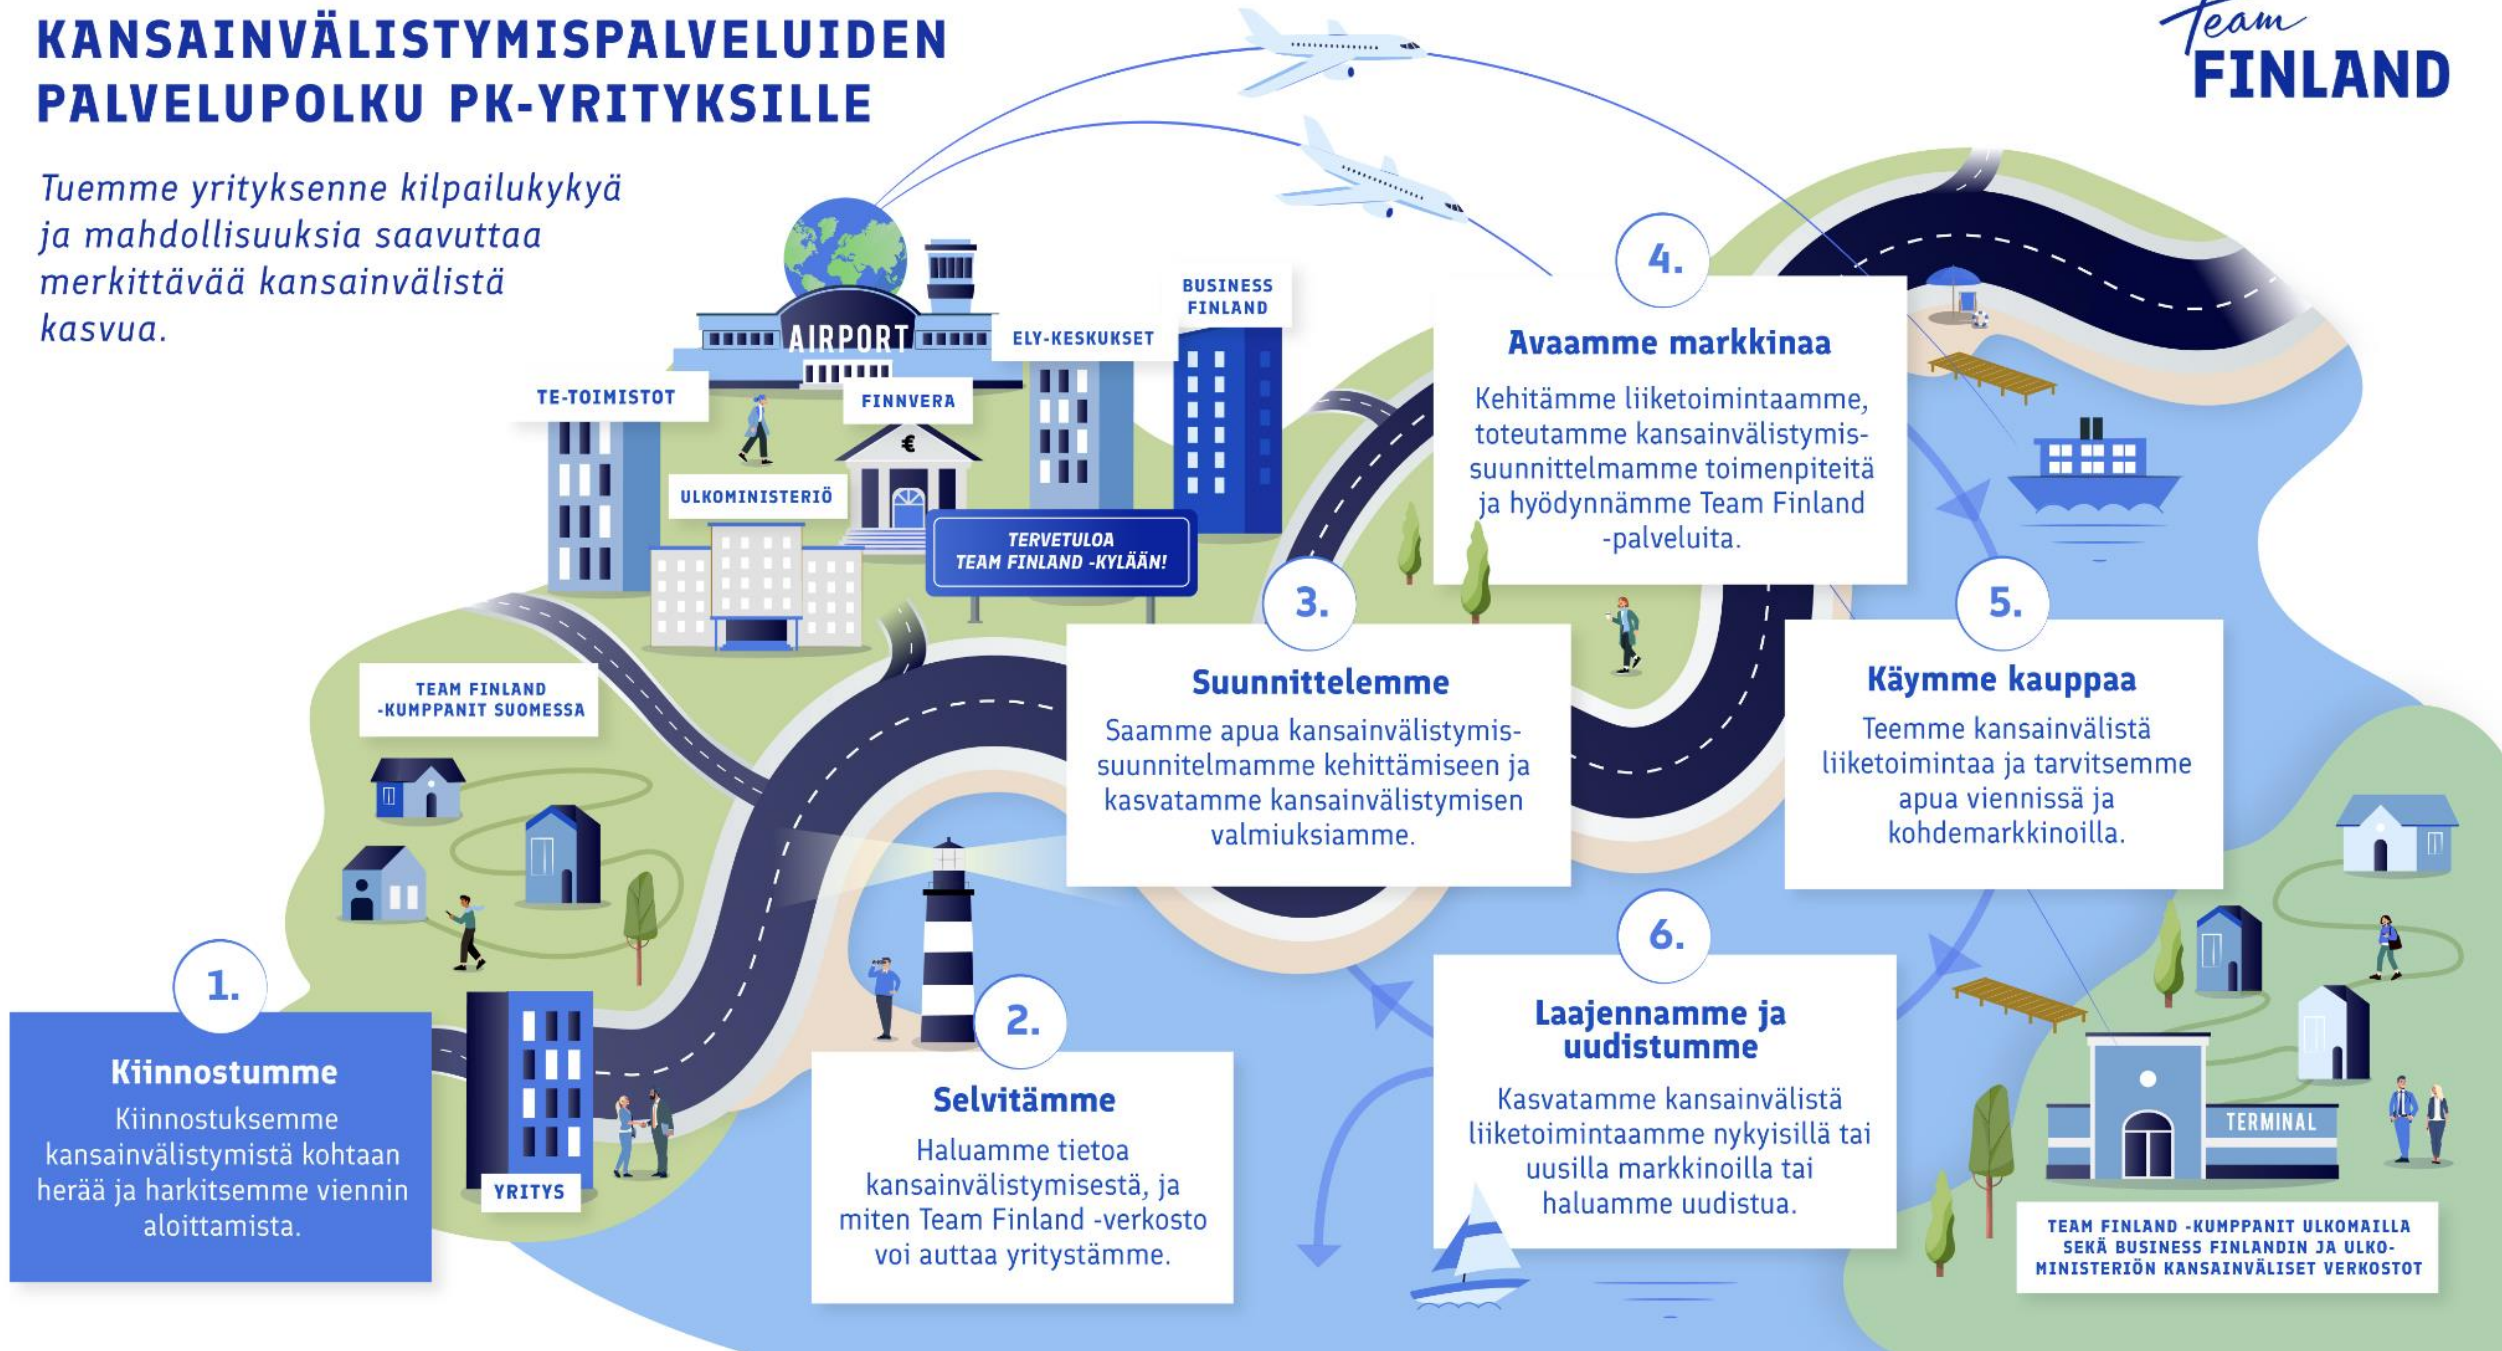 KANSAINVÄLISTYMISPALVELUIDEN
PALVELUPOLKU PK-YRITYKSILLE
Team
FINLAND
Tuemme yrityksenne kilpailukykyä
ja mahdollisuuksia saavuttaa
merkittävää kansainvälistä
kasvua.
AIRPORT
BUSINESS
FINLAND
ELY-KESKUKSET
TE-TOIMISTOT
FINNVERA
€
ULKOMINISTERIÖ
TERVETULOA
TEAM FINLAND -KYLÄÄN!
TEAM FINLAND
-KUMPPANIT SUOMESSA
1.
Kiinnostumme
Kiinnostuksemme
kansainvälistymistä kohtaan
herää ja harkitsemme viennin
aloittamista.
YRITYS
2.
Selvitämme
Haluamme tietoa
kansainvälistymisestä, ja
miten Team Finland -verkosto
voi auttaa yritystämme.
3.
Suunnittelemme
Saamme apua kansainvälistymis-
suunnitelmamme kehittämiseen ja
kasvatamme kansainvälistymisen
valmiuksiamme.
4.
Avaamme markkinaa
Kehitämme liiketoimintaamme,
toteutamme kansainvälistymis-
suunnittelmamme toimenpiteitä
ja hyödynnämme Team Finland
-palveluita.
5.
Käymme kauppaa
Teemme kansainvälistä
liiketoimintaa ja tarvitsemme
apua viennissä ja
kohdemarkkinoilla.
6.
Laajennamme ja
uudistumme
Kasvatamme kansainvälistä
liiketoimintaamme nykyisillä tai
uusilla markkinoilla tai
haluamme uudistua.
TERMINAL
TEAM FINLAND -KUMPPANIT ULKOMAILLA
SEKÄ BUSINESS FINLANDIN JA ULKO-
MINISTERIÖN KANSAINVÄLISET VERKOSTOT